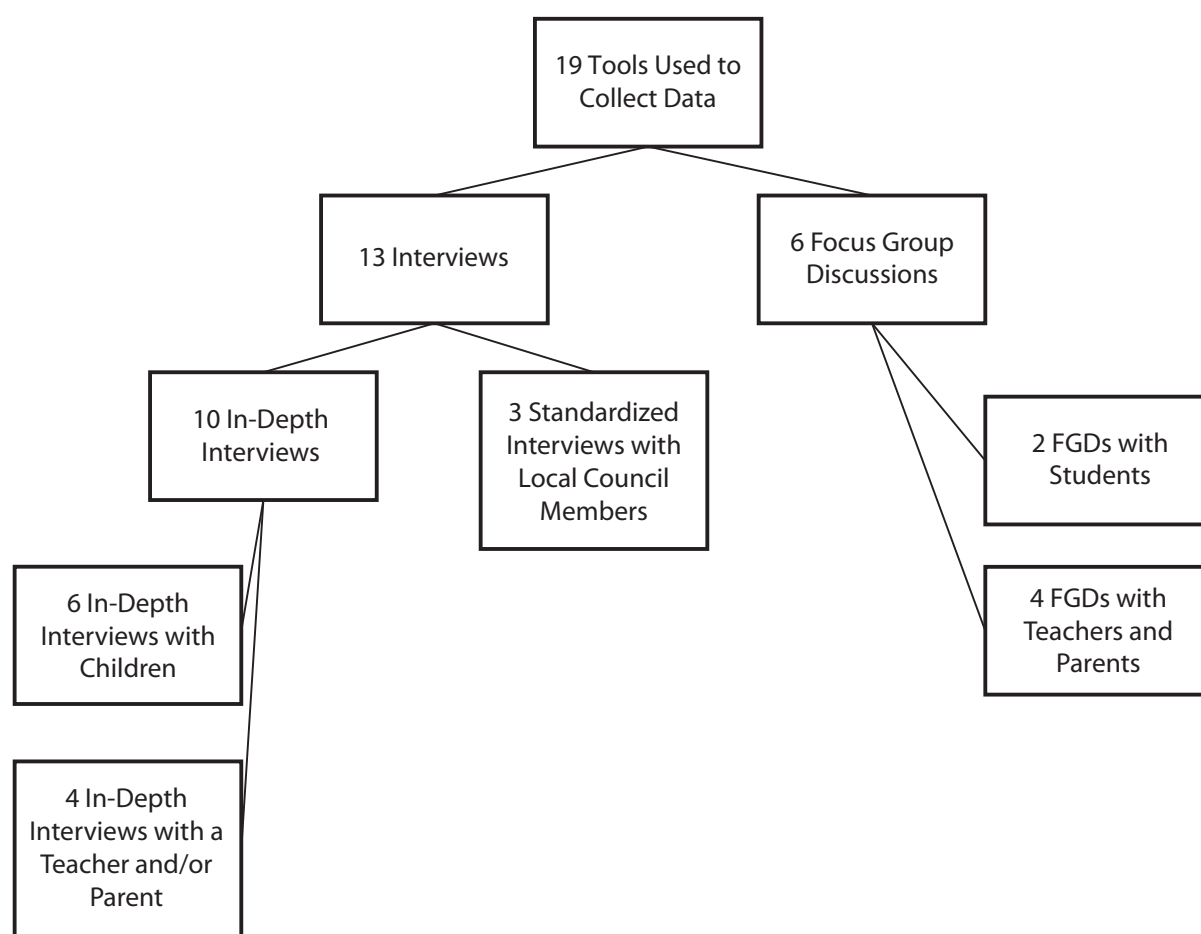 19 Tools Used to
Collect Data
13 Interviews
6 Focus Group
Discussions
10 In-Depth
Interviews
3 Standardized
Interviews with
Local Council
Members
2 FGDs with
Students
6 In-Depth
Interviews with
Children
4 FGDs with
Teachers and
Parents
4 In-Depth
Interviews with a
Teacher and/or
Parent